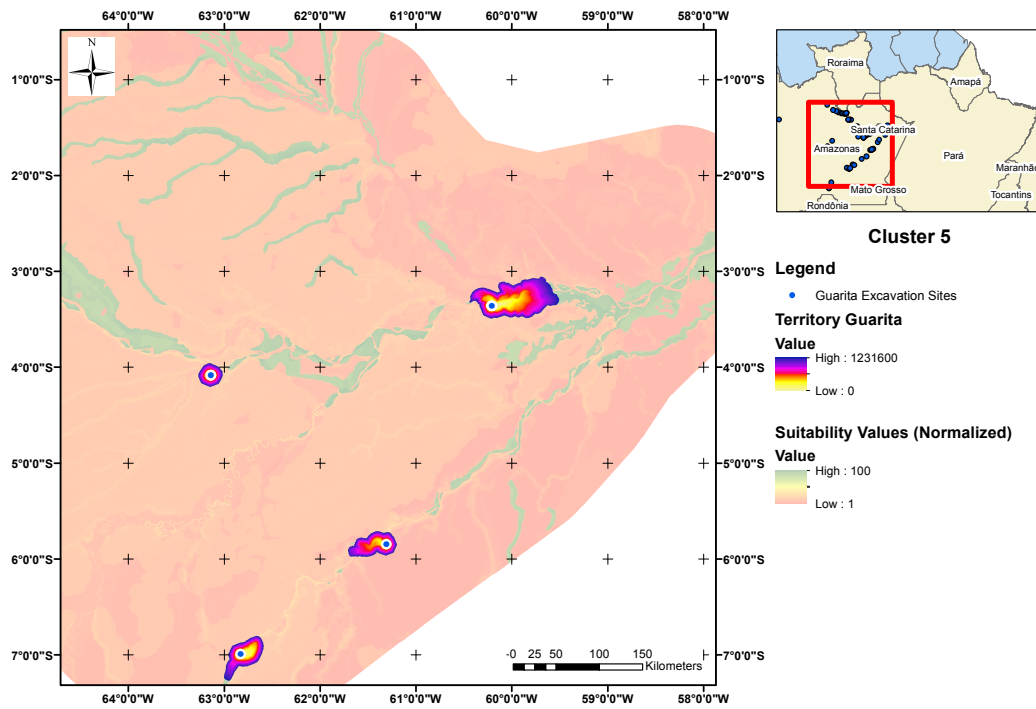 64°0'0"W 63°0'0"W 62°0'0"W 61°0'0"W 60°0'0"W 59°0'0"W 58°0'0"W
N
1°0'0"S 1°0'0"S
2°0'0"S 2°0'0"S
3°0'0"S 3°0'0"S
4°0'0"S 4°0'0"S
5°0'0"S 5°0'0"S
6°0'0"S 6°0'0"S
7°0'0"S 7°0'0"S
-0 25 50 100 150
Kilometers
64°0'0"W 63°0'0"W 62°0'0"W 61°0'0"W 60°0'0"W 59°0'0"W 58°0'0"W
Roraima
Amapá
Santa Catarina
Amazonas
Pará
Maranhão
Mato Grosso
Tocantins
Rondônia
Cluster 5
Legend
Guarita Excavation Sites
Territory Guarita
Value
High : 1231600
Low : 0
Suitability Values (Normalized)
Value
High : 100
Low : 1